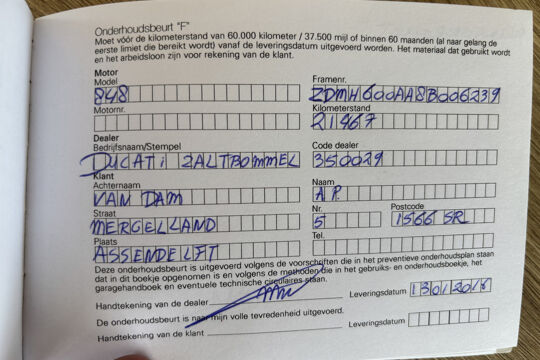 Onderhoudsbeurt "F"
Moet vóór de kilometerstand van 60.000 kilometer / 37.500 mijl of binnen 60 maanden (al naar gelang de
eerste limiet die bereikt wordt) vanaf de leveringsdatum uitgevoerd worden. Het materiaal dat gebruikt wordt
en het arbeidsloon zijn voor rekening van de klant.
Motor
Model Framenr.
848 ZDMH600AA8B006239
Motornr. Kilometerstand
21467
Dealer
Bedrijfsnaam/Stempel Code dealer
DUCATI ZALTBOMMEL 350029
Klant
Achternaam Naam
VAN DAM A.P.
Straat Nr. Postcode
MERGELLAND 5 1566 SR
Plaats Tel.
ASSENDELFT
Deze onderhoudsbeurt is uitgevoerd volgens de voorschriften die in het preventieve onderhoudsplan staan
dat in dit boekje opgenomen is en volgens de methoden die in het gebruiks- en onderhoudsboekje, het
garagehandboek en eventuele technische circulaires staan.
Handtekening van de dealer Leveringsdatum 13012018
De onderhoudsbeurt is naar mijn volle tevredenheid uitgevoerd.
Handtekening van de klant Leveringsdatum